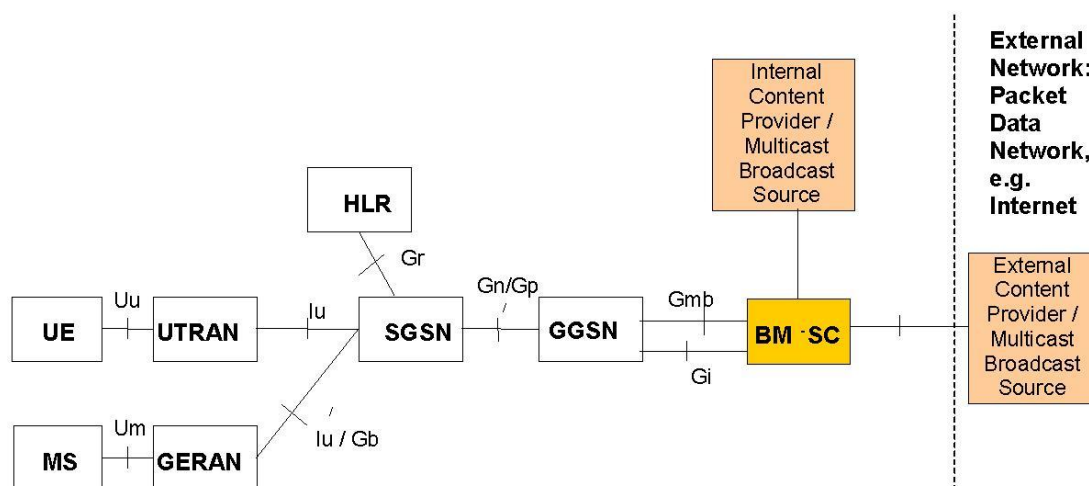 External
Network:
Packet
Data
Network,
e.g.
Internet
Internal
Content
Provider /
Multicast
Broadcast
Source
HLR
Gr
External
Content
Provider /
Multicast
Broadcast
Source
Uu
Iu
Gn/Gp
Gmb
UE
UTRAN
SGSN
GGSN
BM -SC
Gi
Um
Iu / Gb
MS
GERAN